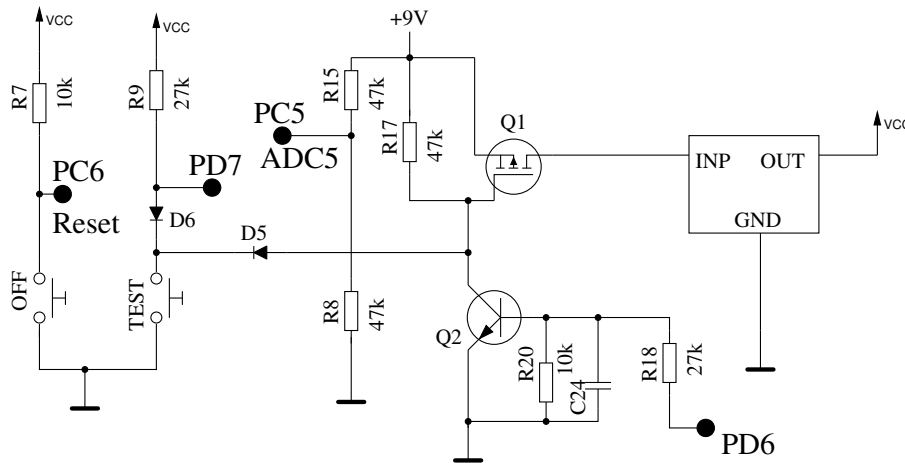 VCC
VCC
+9V
VCC
R7
10k
R9
27k
R15
47k
R17
47k
Q1
PC5
ADC5
INP
OUT
GND
PC6
Reset
PD7
D6
D5
OFF
TEST
R8
47k
Q2
R20
10k
C24
R18
27k
PD6